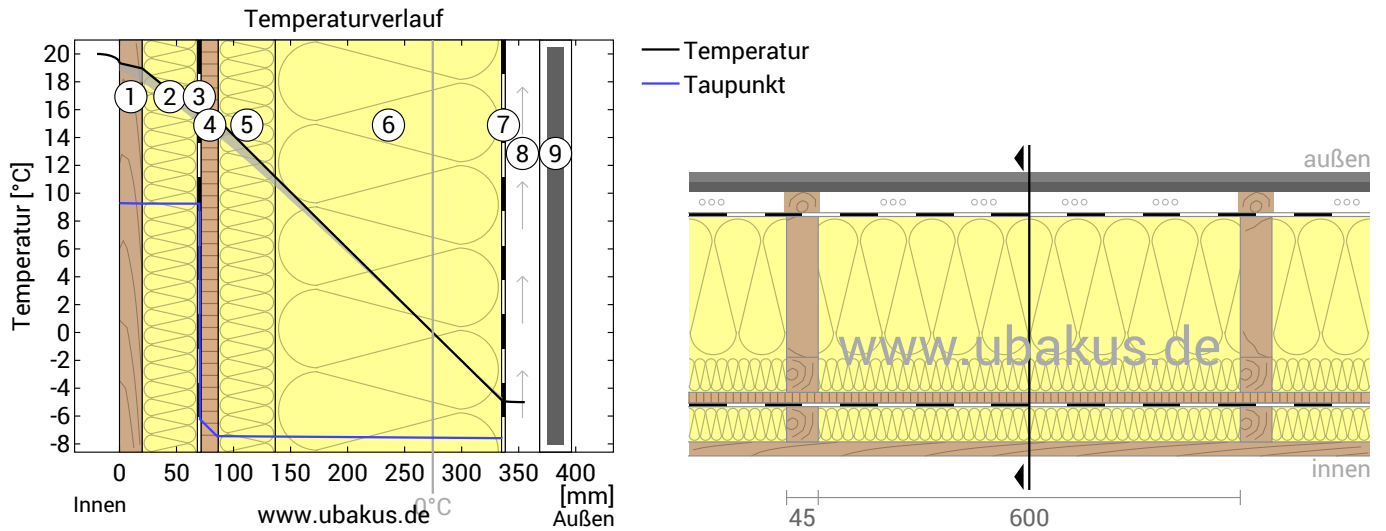 Temperaturverlauf
Temperatur
Taupunkt
Temperatur [°C]
20
18
16
14
12
10
8
6
4
2
0
-2
-4
-6
-8
1
2
3
4
5
6
7
8
9
0
50
100
150
200
250
300
350
400
[mm]
Innen
0°C
www.ubakus.de
Außen
außen
www.ubakus.de
innen
45
600